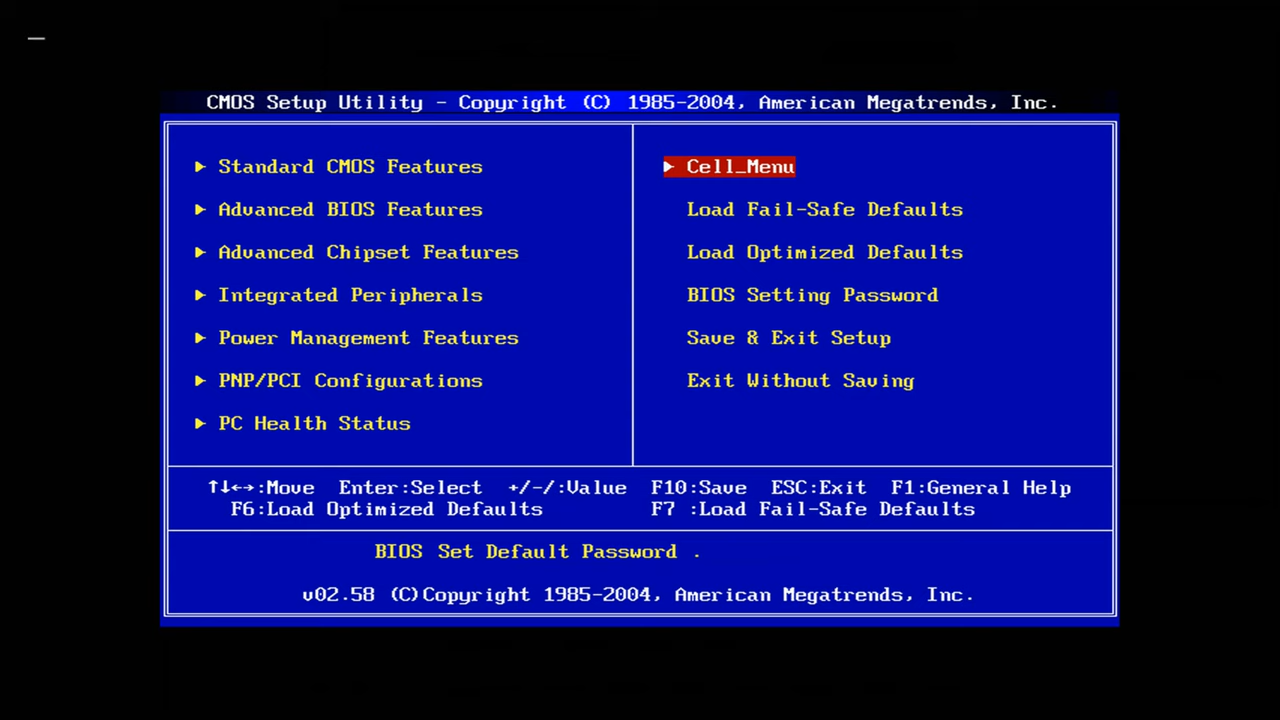 CMOS Setup Utility - Copyright (C) 1985-2004, American Megatrends, Inc.
Standard CMOS Features
Advanced BIOS Features
Advanced Chipset Features
Integrated Peripherals
Power Management Features
PNP/PCI Configurations
PC Health Status
Cell_Menu
Load Fail-Safe Defaults
Load Optimized Defaults
BIOS Setting Password
Save & Exit Setup
Exit Without Saving
↑↓←→:Move Enter:Select +/-/:Value F10:Save ESC:Exit F1:General Help
F6:Load Optimized Defaults F7 :Load Fail-Safe Defaults
BIOS Set Default Password .
v02.58 (C)Copyright 1985-2004, American Megatrends, Inc.